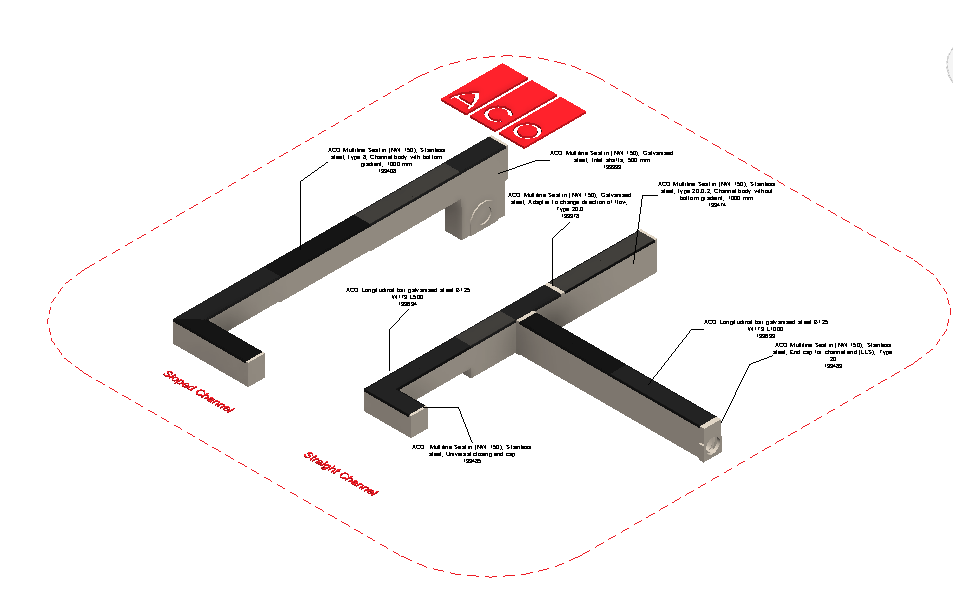 ACO
ACO Multiline Seal in (NW 150), Stainless
steel, Type 8, Channel body with bottom
gradient, 1000 mm
ACO Multiline Seal in (NW 150), Galvanised
steel, Inlet shafts, 500 mm
ACO Multiline Seal in (NW 150), Galvanised
steel, Adapter to change direction of flow,
Type 20.0
ACO Multiline Seal in (NW 150), Stainless
steel, type 20.0.2, Channel body without
bottom gradient, 1000 mm
ACO Longitudinal bar galvanised steel
ACO Longitudinal bar galvanised steel
ACO Multiline Seal in (NW 150), Stainless
steel, End cap for channel end (LLS), Type
20
Sloped Channel
ACO Multiline Seal in (NW 150), Stainless
steel, Universal closing end cap
Straight Channel